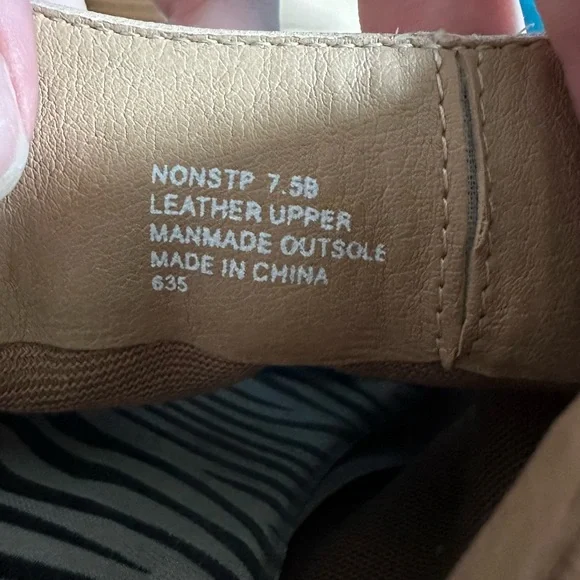 NONSTP 7.5B
LEATHER UPPER
MANMADE OUTSOLE
MADE IN CHINA
635